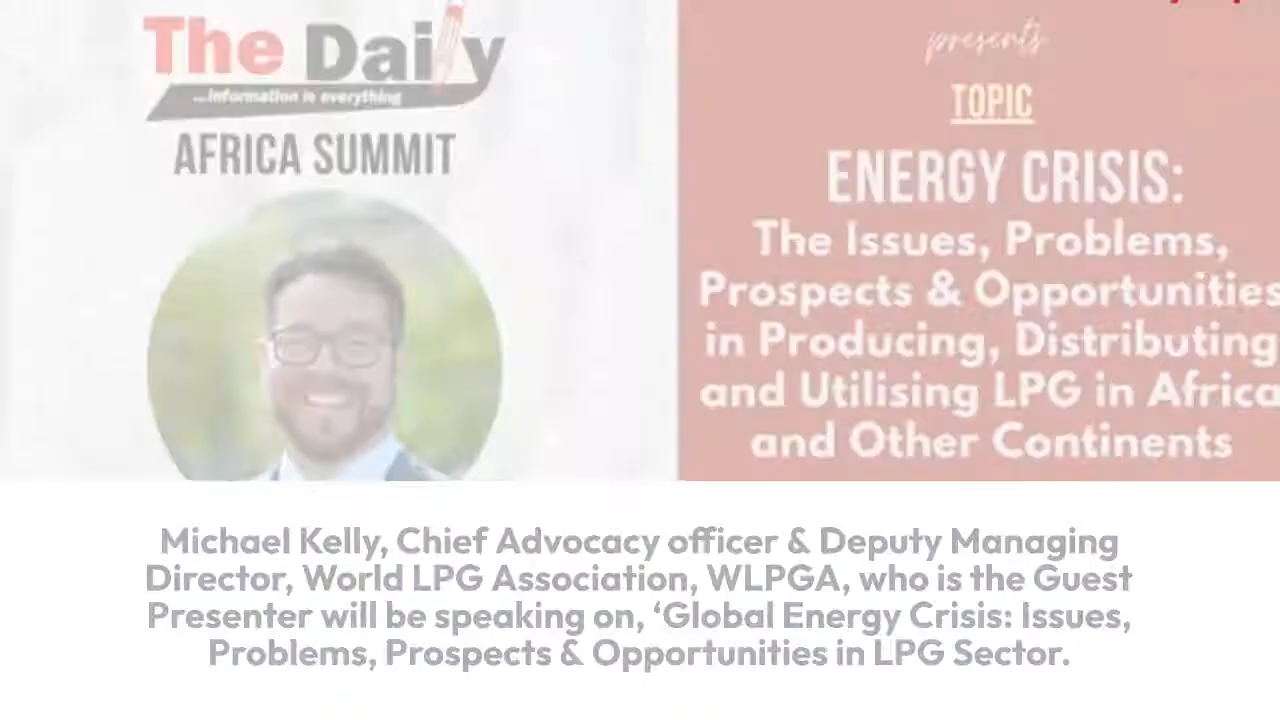 The Daily
...information is everything
AFRICA SUMMIT
presents
TOPIC
ENERGY CRISIS:
The Issues, Problems,
Prospects & Opportunities
in Producing, Distributing
and Utilising LPG in Africa
and Other Continents
Michael Kelly, Chief Advocacy officer & Deputy Managing
Director, World LPG Association, WLPGA, who is the Guest
Presenter will be speaking on, ‘Global Energy Crisis: Issues,
Problems, Prospects & Opportunities in LPG Sector.